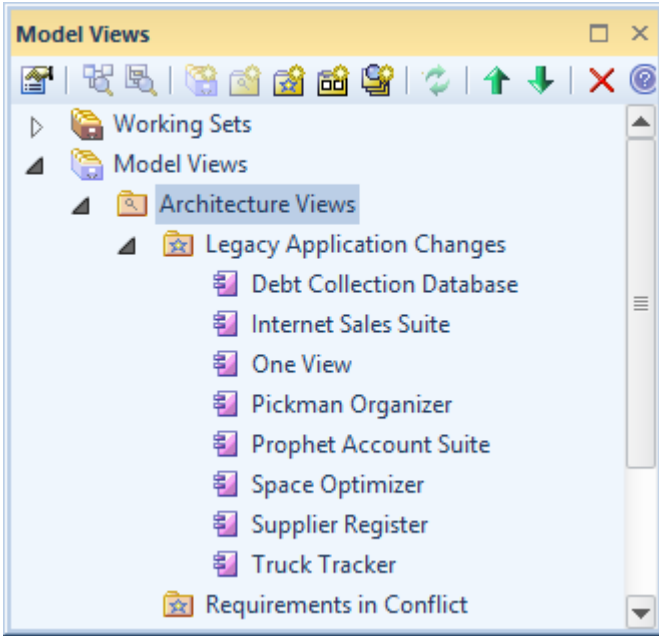 Model Views
Working Sets
Model Views
Architecture Views
Legacy Application Changes
Debt Collection Database
Internet Sales Suite
One View
Pickman Organizer
Prophet Account Suite
Space Optimizer
Supplier Register
Truck Tracker
Requirements in Conflict